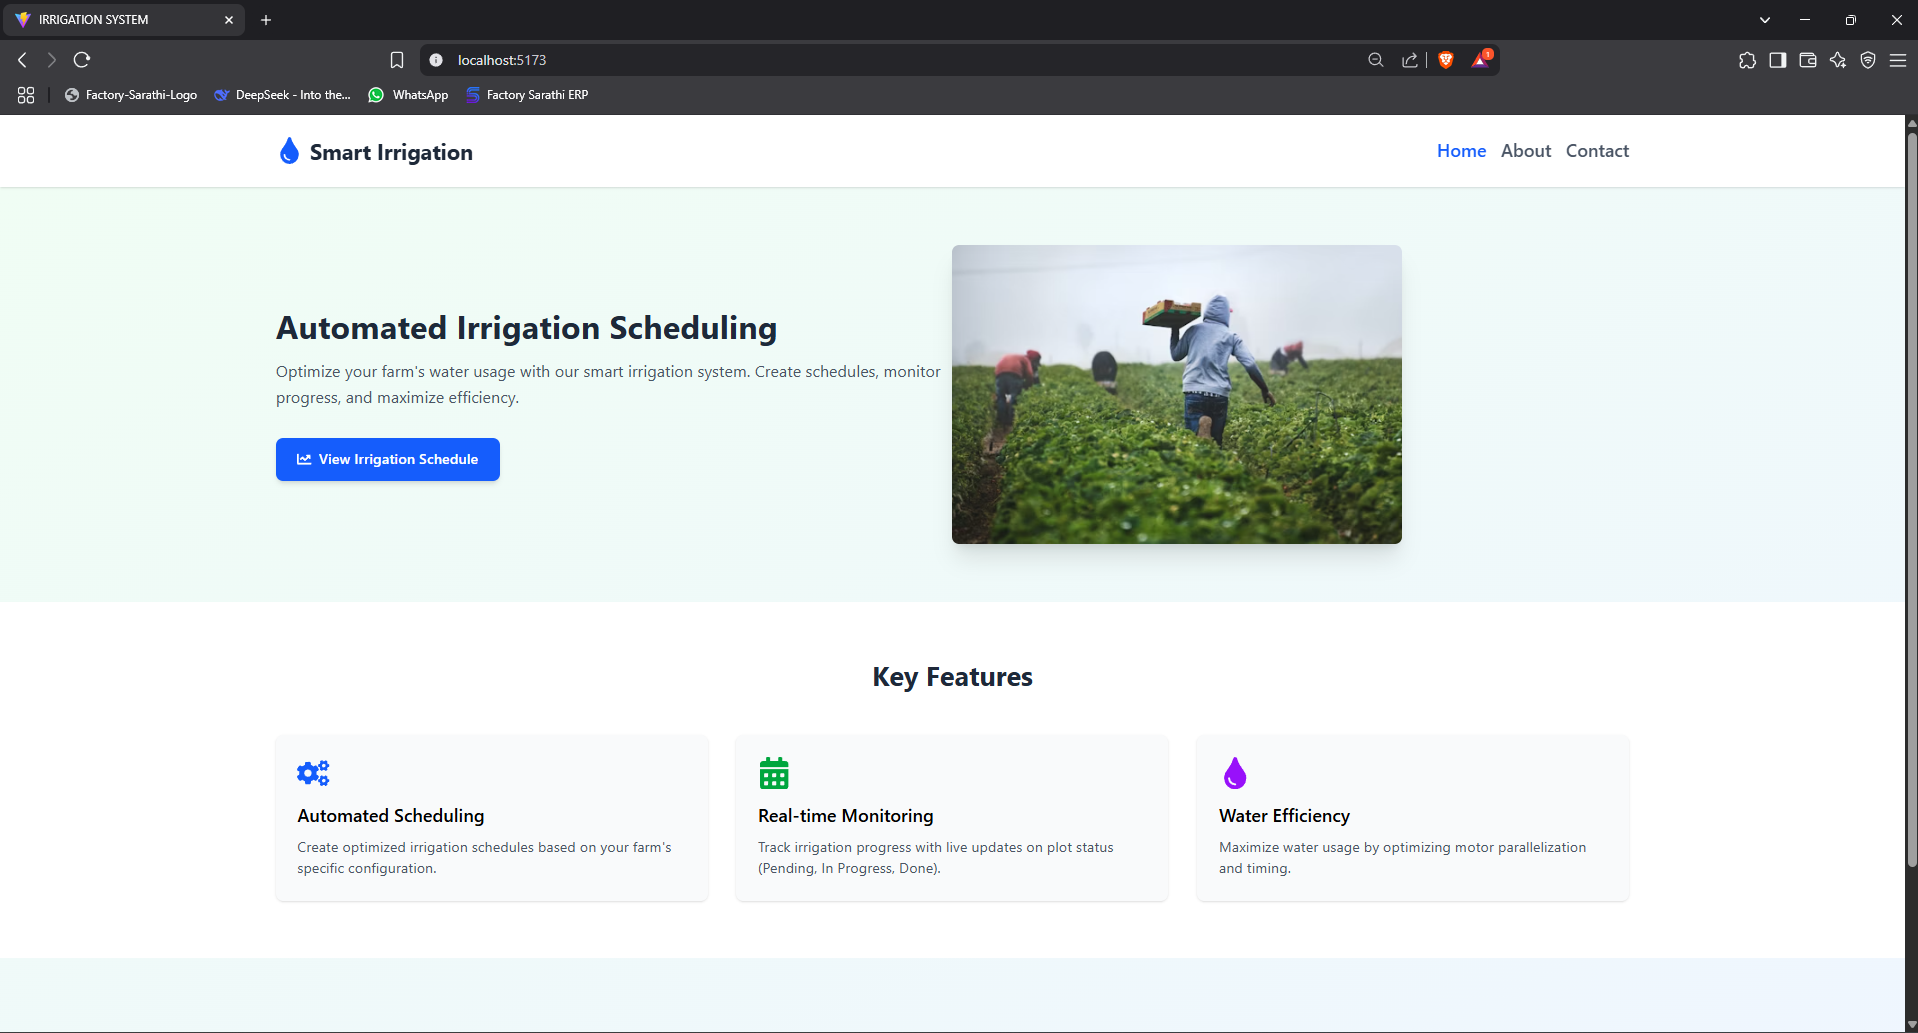 IRRIGATION SYSTEM
localhost:5173
1
Factory-Sarathi-Logo
DeepSeek - Into the...
WhatsApp
Factory Sarathi ERP
Smart Irrigation
Home
About
Contact
Automated Irrigation Scheduling
Optimize your farm's water usage with our smart irrigation system. Create schedules, monitor
progress, and maximize efficiency.
View Irrigation Schedule
Key Features
Automated Scheduling
Create optimized irrigation schedules based on your farm's
specific configuration.
Real-time Monitoring
Track irrigation progress with live updates on plot status
(Pending, In Progress, Done).
Water Efficiency
Maximize water usage by optimizing motor parallelization
and timing.